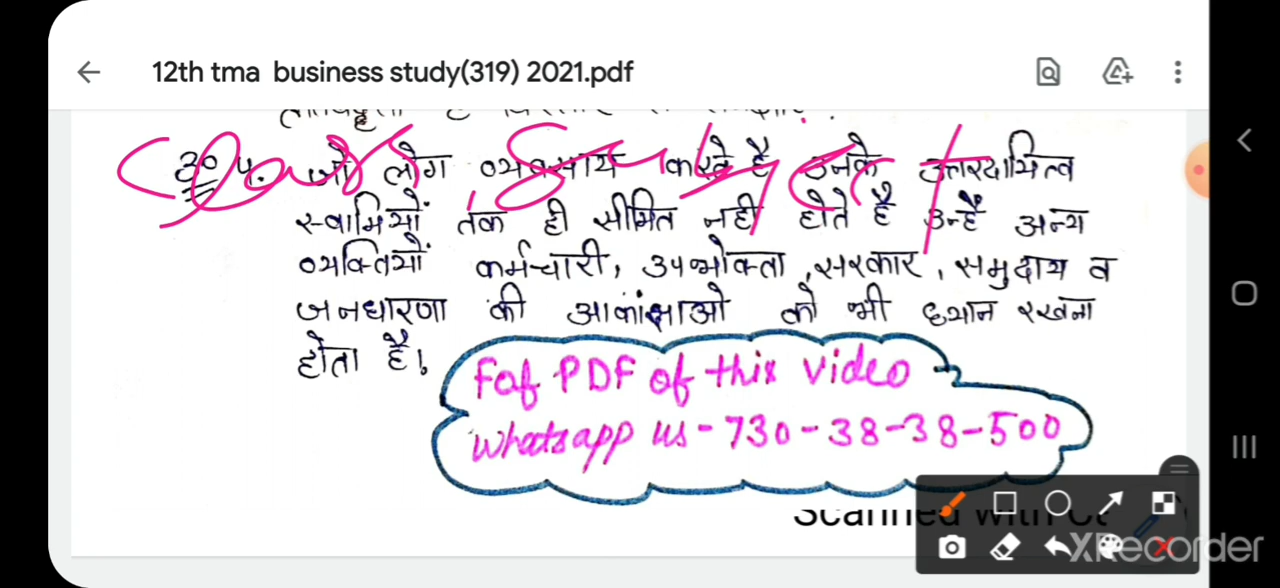 12th tma business study(319) 2021.pdf
उ० 4. जो लोग व्यवसाय करते है उनके उत्तरदायित्व
स्वामियों तक ही सीमित नही होते है उन्हें अन्य
व्यक्तियों कर्मचारी, उपभोक्ता, सरकार, समुदाय व
जनधारणा की आकांक्षाओ को भी ध्यान रखना
होता है।
PDF of this video
whatsapp us - 730-38-38-500
Scanned with
XRecorder